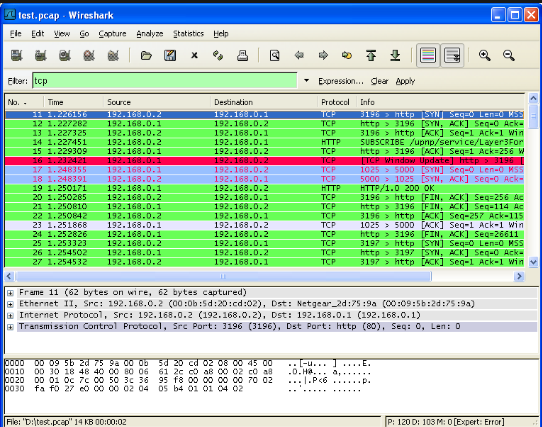 test.pcap - Wireshark
File Edit View Go Capture Analyze Statistics Help
Filter: tcp Expression... Clear Apply
No. . Time Source Destination Protocol Info
11 1.226156 192.168.0.2 192.168.0.1 TCP 3196 > http [SYN] Seq=0 Len=0 MSS
12 1.227282 192.168.0.1 192.168.0.2 TCP http > 3196 [SYN, ACK] Seq=0 Ack=
13 1.227325 192.168.0.2 192.168.0.1 TCP 3196 > http [ACK] Seq=1 Ack=1 Win
14 1.227451 192.168.0.2 192.168.0.1 HTTP SUBSCRIBE /upnp/service/Layer3For
15 1.229309 192.168.0.1 192.168.0.2 TCP http > 3196 [ACK] Seq=1 Ack=256 W
16 1.232421 192.168.0.1 192.168.0.2 TCP [TCP Window Update] http > 3196 [
17 1.248355 192.168.0.1 192.168.0.2 TCP 1025 > 5000 [SYN] Seq=0 Len=0 MSS
18 1.248391 192.168.0.2 192.168.0.1 TCP 5000 > 1025 [SYN, ACK] Seq=0 Ack=
19 1.250171 192.168.0.1 192.168.0.2 HTTP HTTP/1.0 200 OK
20 1.250285 192.168.0.2 192.168.0.1 TCP 3196 > http [FIN, ACK] Seq=256 Ac
21 1.250810 192.168.0.1 192.168.0.2 TCP http > 3196 [FIN, ACK] Seq=114 Ac
22 1.250842 192.168.0.2 192.168.0.1 TCP 3196 > http [ACK] Seq=257 Ack=115
23 1.251868 192.168.0.1 192.168.0.2 TCP 1025 > 5000 [ACK] Seq=1 Ack=1 Win
24 1.252826 192.168.0.1 192.168.0.2 TCP http > 3196 [FIN, ACK] Seq=26611
25 1.253323 192.168.0.2 192.168.0.1 TCP 3197 > http [SYN] Seq=0 Len=0 MSS
26 1.254502 192.168.0.1 192.168.0.2 TCP http > 3197 [SYN, ACK] Seq=0 Ack=
27 1.254532 192.168.0.2 192.168.0.1 TCP 3197 > http [ACK] Seq=1 Ack=1 Win
Frame 11 (62 bytes on wire, 62 bytes captured)
Ethernet II, Src: 192.168.0.2 (00:0b:5d:20:cd:02), Dst: Netgear_2d:75:9a (00:09:5b:2d:75:9a)
Internet Protocol, Src: 192.168.0.2 (192.168.0.2), Dst: 192.168.0.1 (192.168.0.1)
Transmission Control Protocol, Src Port: 3196 (3196), Dst Port: http (80), Seq: 0, Len: 0
0000 00 09 5b 2d 75 9a 00 0b 5d 20 cd 02 08 00 45 00 ..[-u... ] ....E.
0010 00 30 18 48 40 00 80 06 61 2c c0 a8 00 02 c0 a8 .0.H@... a,......
0020 00 01 0c 7c 00 50 3c 36 95 f8 00 00 00 00 70 02 ...|.P<6 ......p.
0030 fa f0 27 e0 00 00 02 04 05 b4 01 01 04 02 ..'..... ......
File: "D:\test.pcap" 14 KB 00:00:02 P: 120 D: 103 M: 0 [Expert: Error]